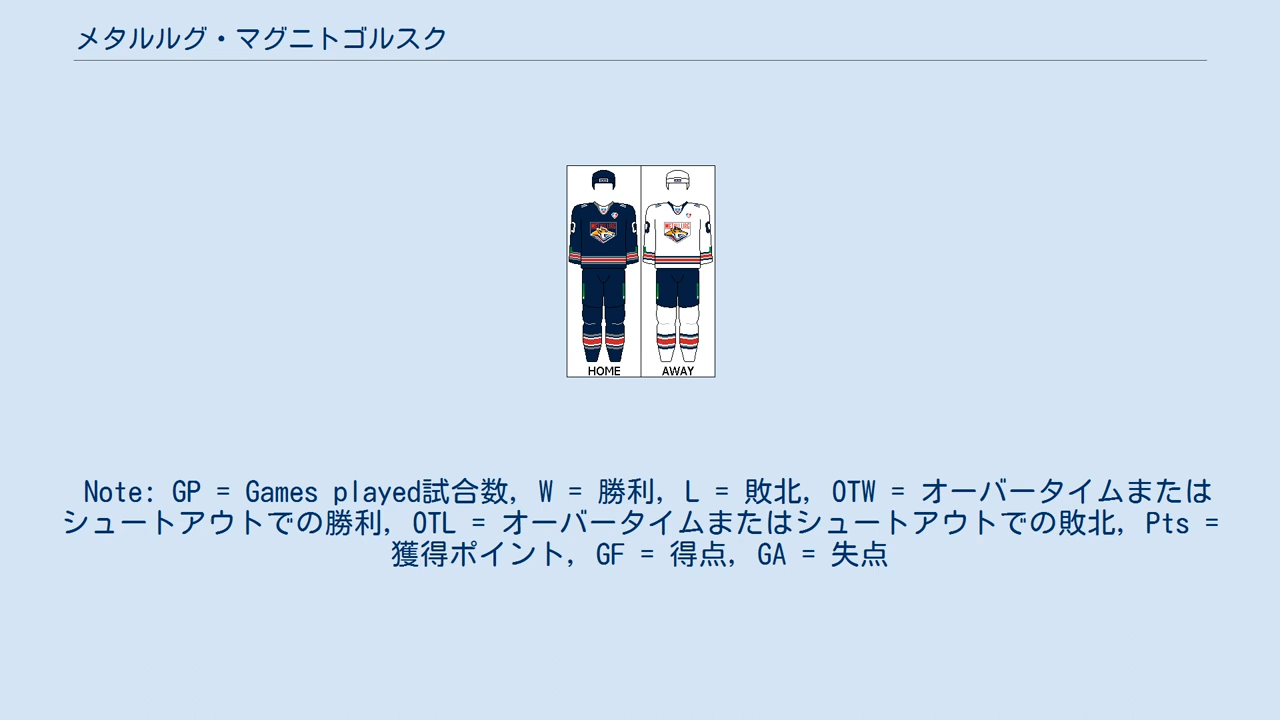 メタルルグ・マグニトゴルスク
HOME AWAY
Note: GP = Games played試合数, W = 勝利, L = 敗北, OTW = オーバータイムまたは
シュートアウトでの勝利, OTL = オーバータイムまたはシュートアウトでの敗北, Pts =
獲得ポイント, GF = 得点, GA = 失点